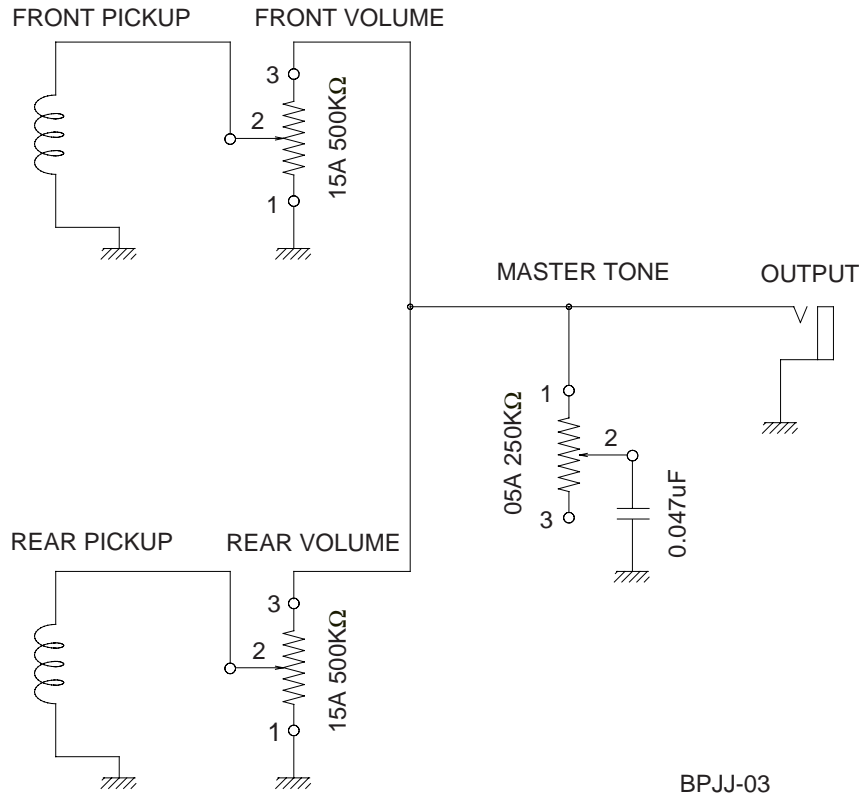 FRONT PICKUP
FRONT VOLUME
3
2
1
15A 500KΩ
MASTER TONE
OUTPUT
1
2
3
05A 250KΩ
0.047uF
REAR PICKUP
REAR VOLUME
3
2
1
15A 500KΩ
BPJJ-03